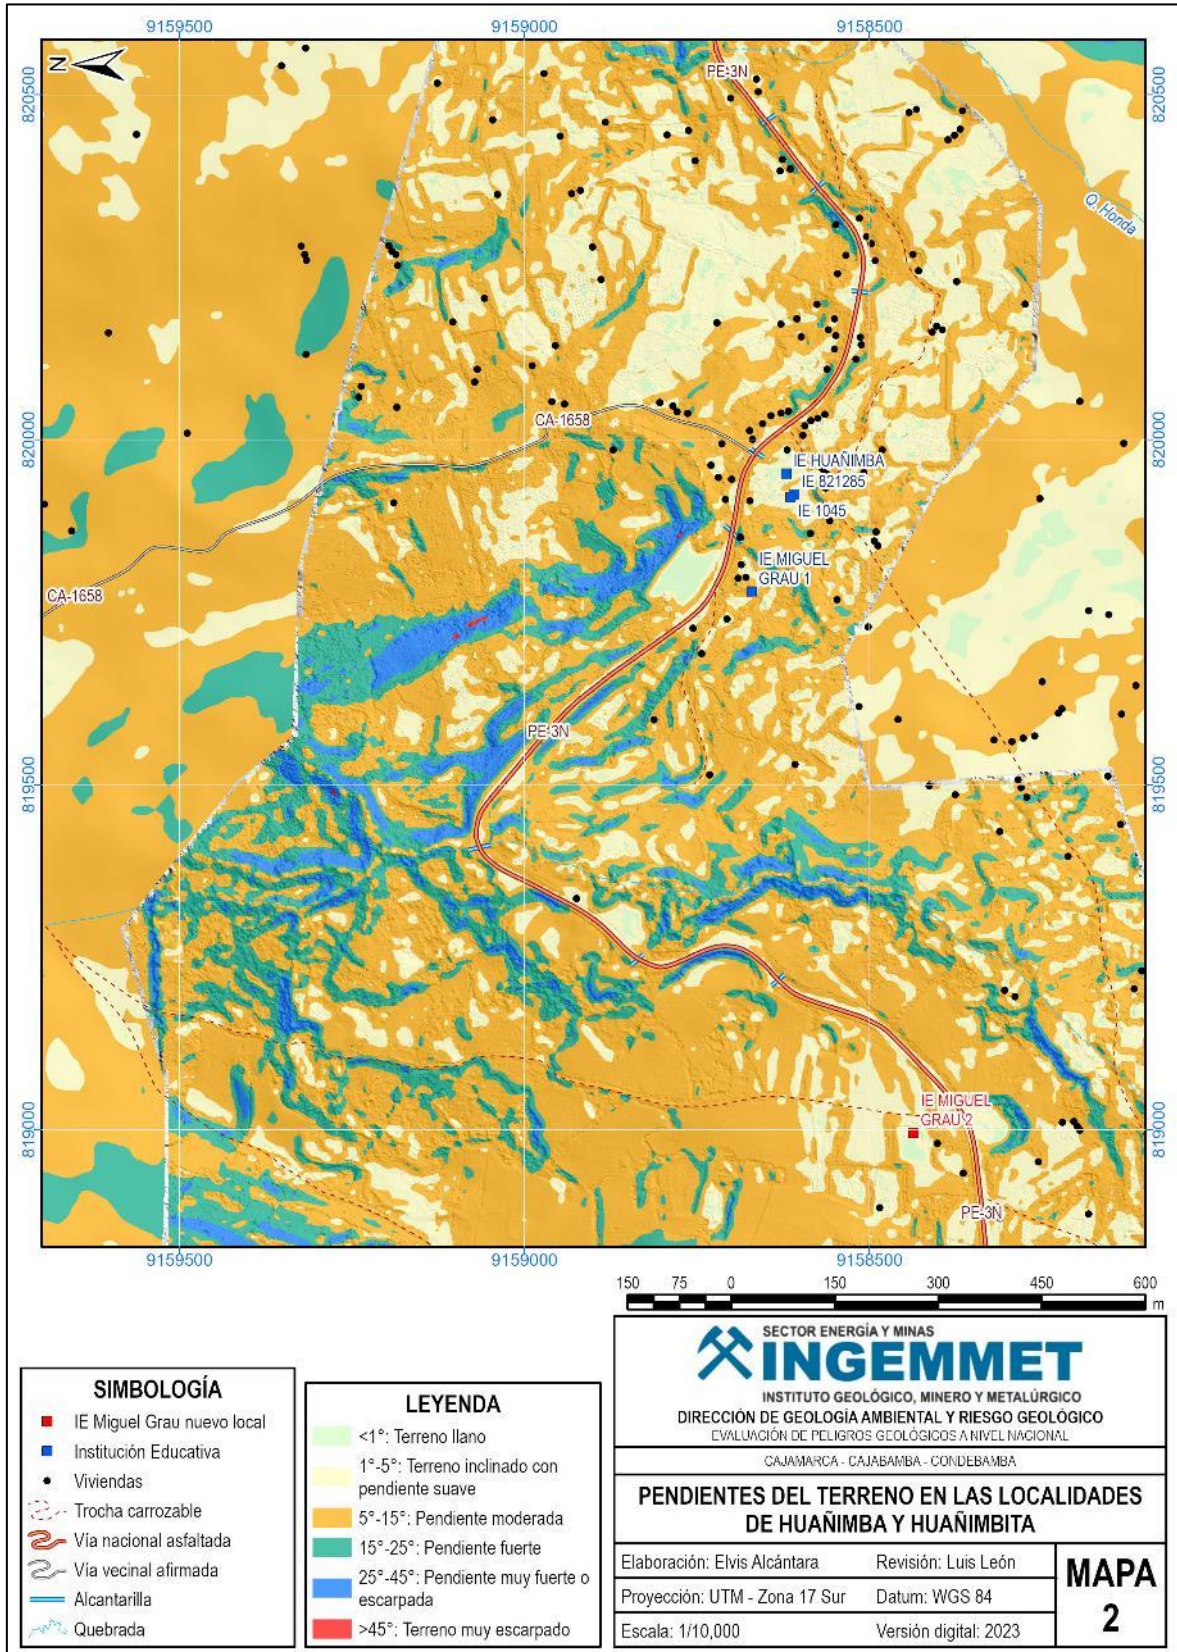 9159500
9159000
9158500
N
PE-3N
820500
820500
Q. Honda
CA-1658
820000
820000
IE HUAÑIMBA
IE 821285
IE 1045
IE MIGUEL
GRAU 1
CA-1658
PE-3N
819500
819500
IE MIGUEL
GRAU 2
819000
819000
PE-3N
9159500
9159000
9158500
150 75 0 150 300 450 600
m
SECTOR ENERGÍA Y MINAS
INGEMMET
INSTITUTO GEOLÓGICO, MINERO Y METALÚRGICO
DIRECCIÓN DE GEOLOGÍA AMBIENTAL Y RIESGO GEOLÓGICO
EVALUACIÓN DE PELIGROS GEOLÓGICOS A NIVEL NACIONAL
CAJAMARCA - CAJABAMBA - CONDEBAMBA
PENDIENTES DEL TERRENO EN LAS LOCALIDADES
DE HUAÑIMBA Y HUAÑIMBITA
Elaboración: Elvis Alcántara Revisión: Luis León
Proyección: UTM - Zona 17 Sur Datum: WGS 84
Escala: 1/10,000 Versión digital: 2023
MAPA
2
SIMBOLOGÍA
IE Miguel Grau nuevo local
Institución Educativa
Viviendas
Trocha carrozable
Vía nacional asfaltada
Vía vecinal afirmada
Alcantarilla
Quebrada
LEYENDA
<1°: Terreno llano
1°-5°: Terreno inclinado con
pendiente suave
5°-15°: Pendiente moderada
15°-25°: Pendiente fuerte
25°-45°: Pendiente muy fuerte o
escarpada
>45°: Terreno muy escarpado